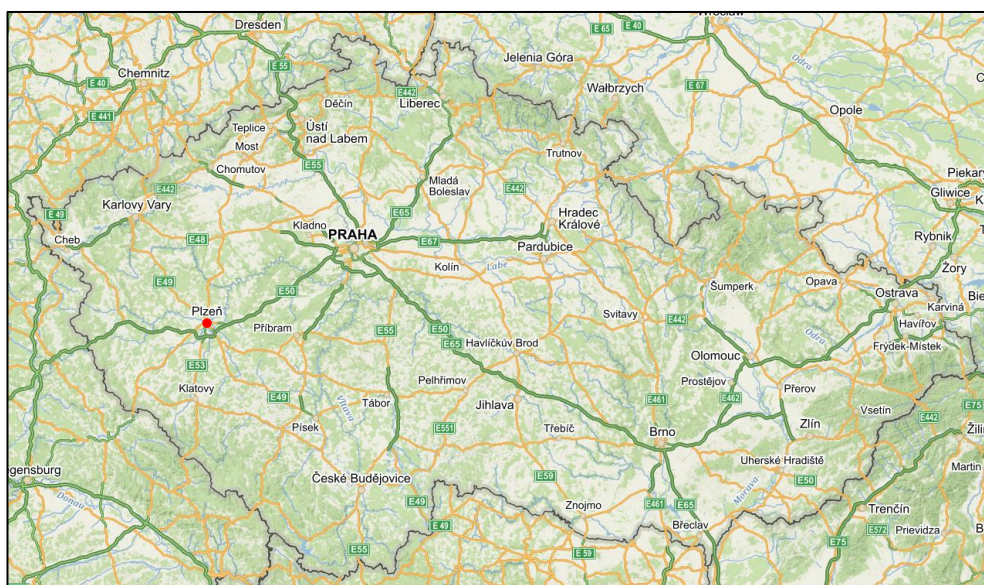 Dresden
E 55
Chemnitz
E 40
E 441
E 65
E 40
Wrocław
Jelenia Góra
Odra
E 67
Wałbrzych
Opole
E442
Liberec
Děčín
Teplice
Ústí
nad Labem
Most
Chomutov
E55
Trutnov
Mladá
Boleslav
E442
E442
Karlovy Vary
E 49
Cheb
E48
Kladno
PRAHA
E65
E67
Hradec
Králové
Pardubice
Kolín
Labe
Gliwice
Rybnik
Żory
E49
E50
Plzeň
Příbram
E55
E50
E65
Havlíčkův Brod
Svitavy
Šumperk
E442
Opava
Ostrava
Karviná
Havířov
Frýdek-Místek
Odra
Olomouc
E53
Klatovy
E49
Vltava
Tábor
Pelhřimov
Jihlava
Prostějov
E462
Přerov
E461
Písek
E551
Třebíč
Brno
Zlín
Vsetín
E442
E75
České Budějovice
E59
Uherské Hradiště
E50
Martin
Donau
E49
E 49
E55
Znojmo
E461
E65
Morava
Břeclav
E 59
Trenčín
E572
Prievidza
E75